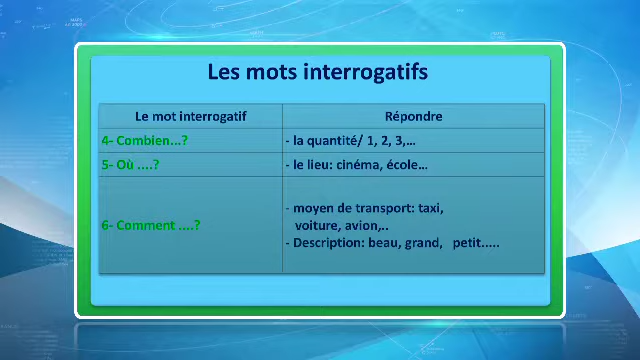 Les mots interrogatifs
Le mot interrogatif Répondre
4- Combien...? - la quantité/ 1, 2, 3,...
5- Où ....? - le lieu: cinéma, école...
6- Comment ....? - moyen de transport: taxi,
voiture, avion,..
- Description: beau, grand, petit.....